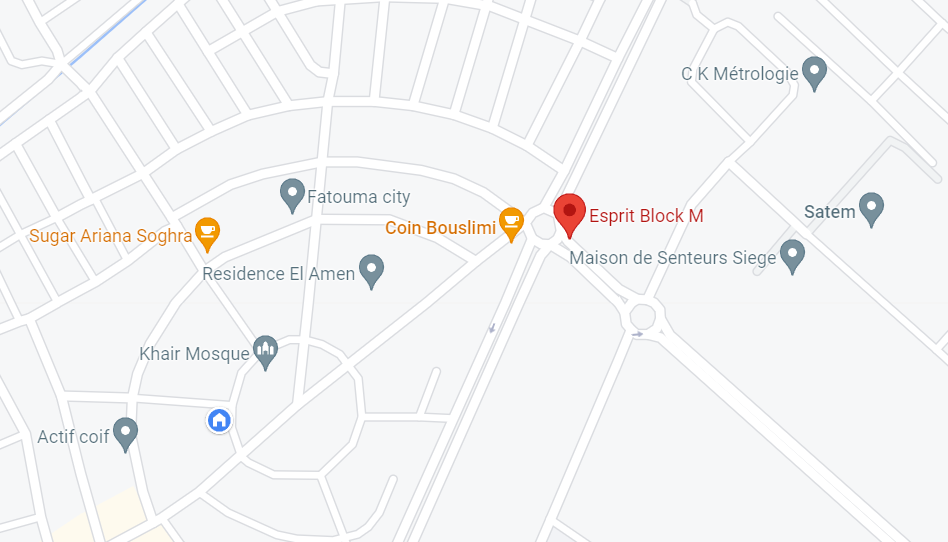 C K Métrologie
Fatouma city
Satem
Esprit Block M
Coin Bouslimi
Sugar Ariana Soghra
Maison de Senteurs Siege
Residence El Amen
Khair Mosque
Actif coif